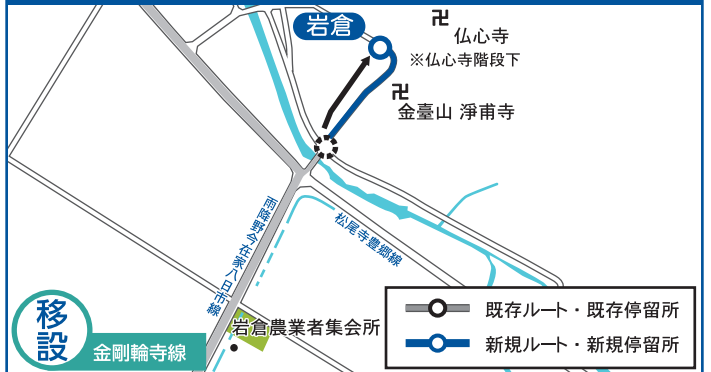 岩倉
卍
仏心寺
※仏心寺階段下
卍
金臺山 淨甫寺
雨降野今在家八日市線
松尾寺豊郷線
岩倉農業者集会所
移設
金剛輪寺線
既存ルート・既存停留所
新規ルート・新規停留所